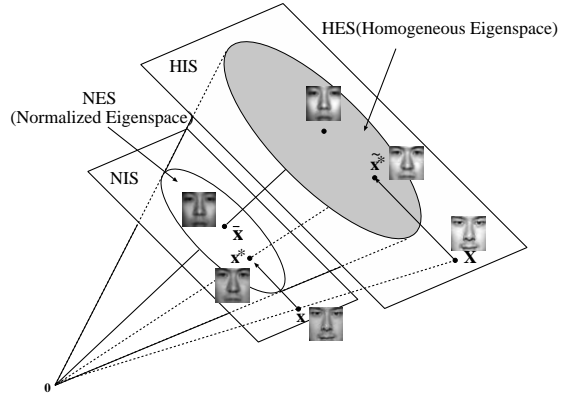 HES(Homogeneous Eigenspace)
HIS
NES
(Normalized Eigenspace)
x̃*
NIS
x̄
x*
X
x
0